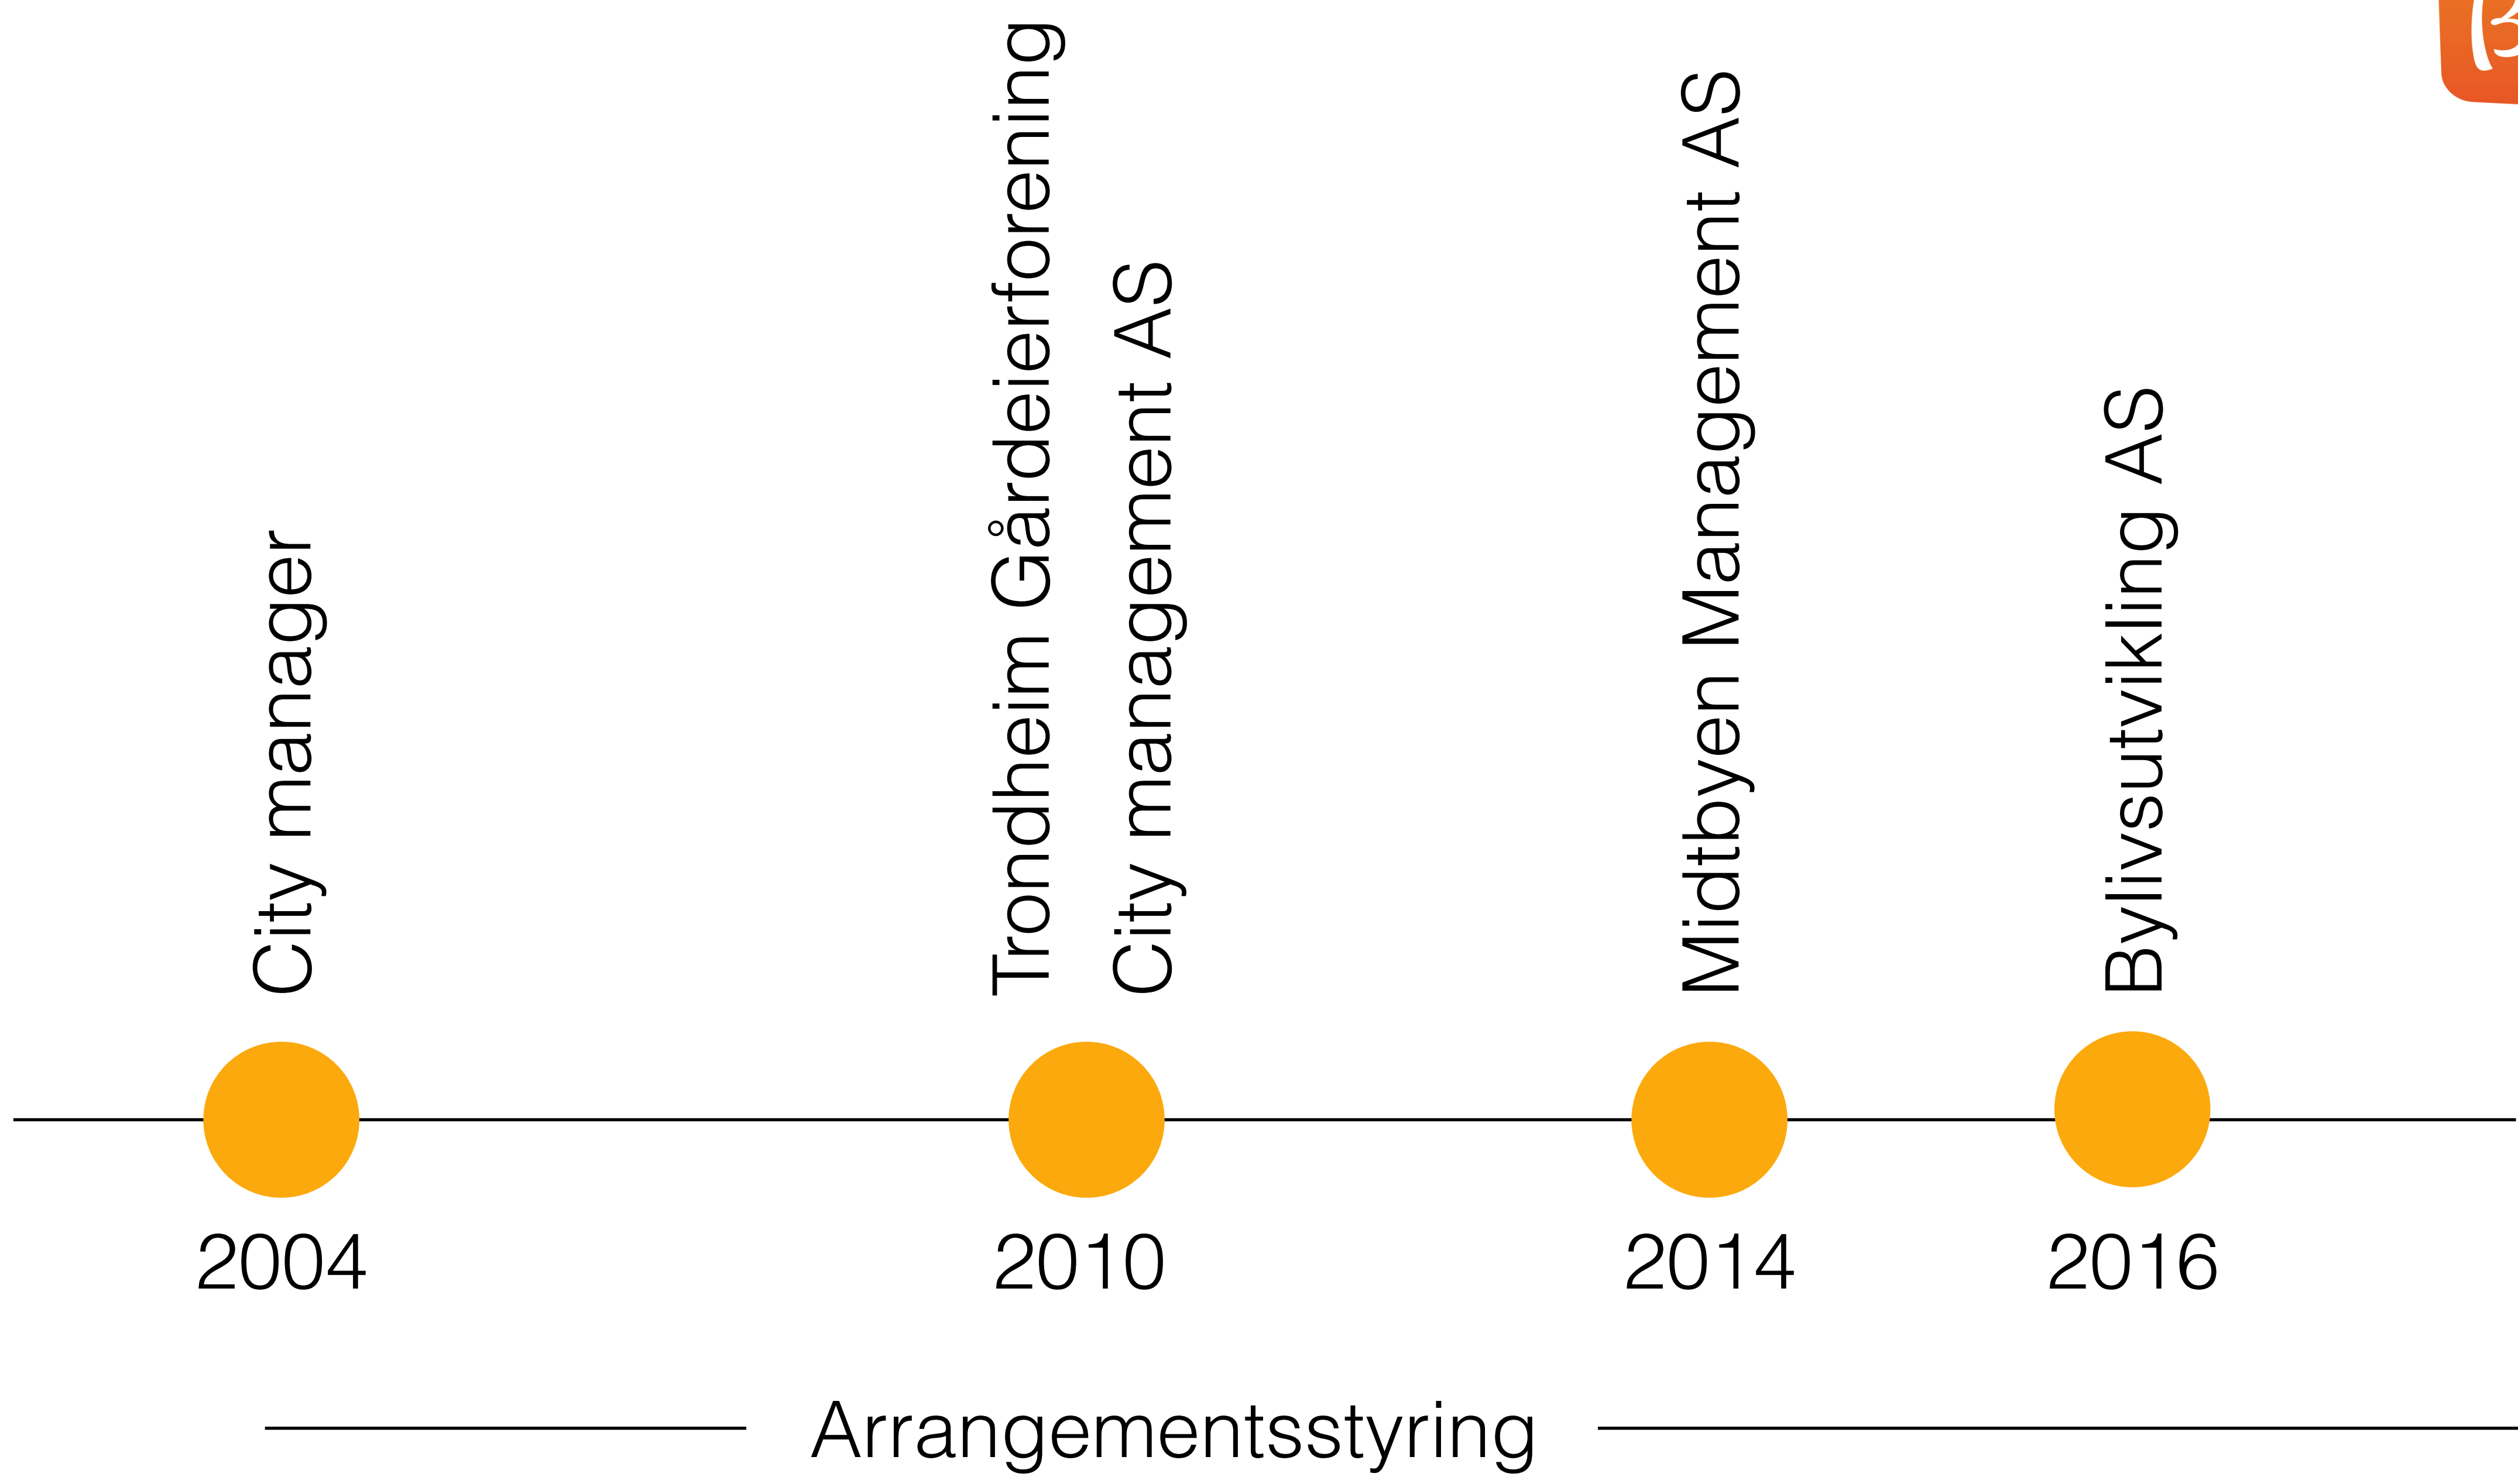 City manager
Trondheim Gårdeierforening
City management AS
Midtbyen Management AS
Bylivsutvikling AS
2004
2010
2014
2016
Arrangementsstyring